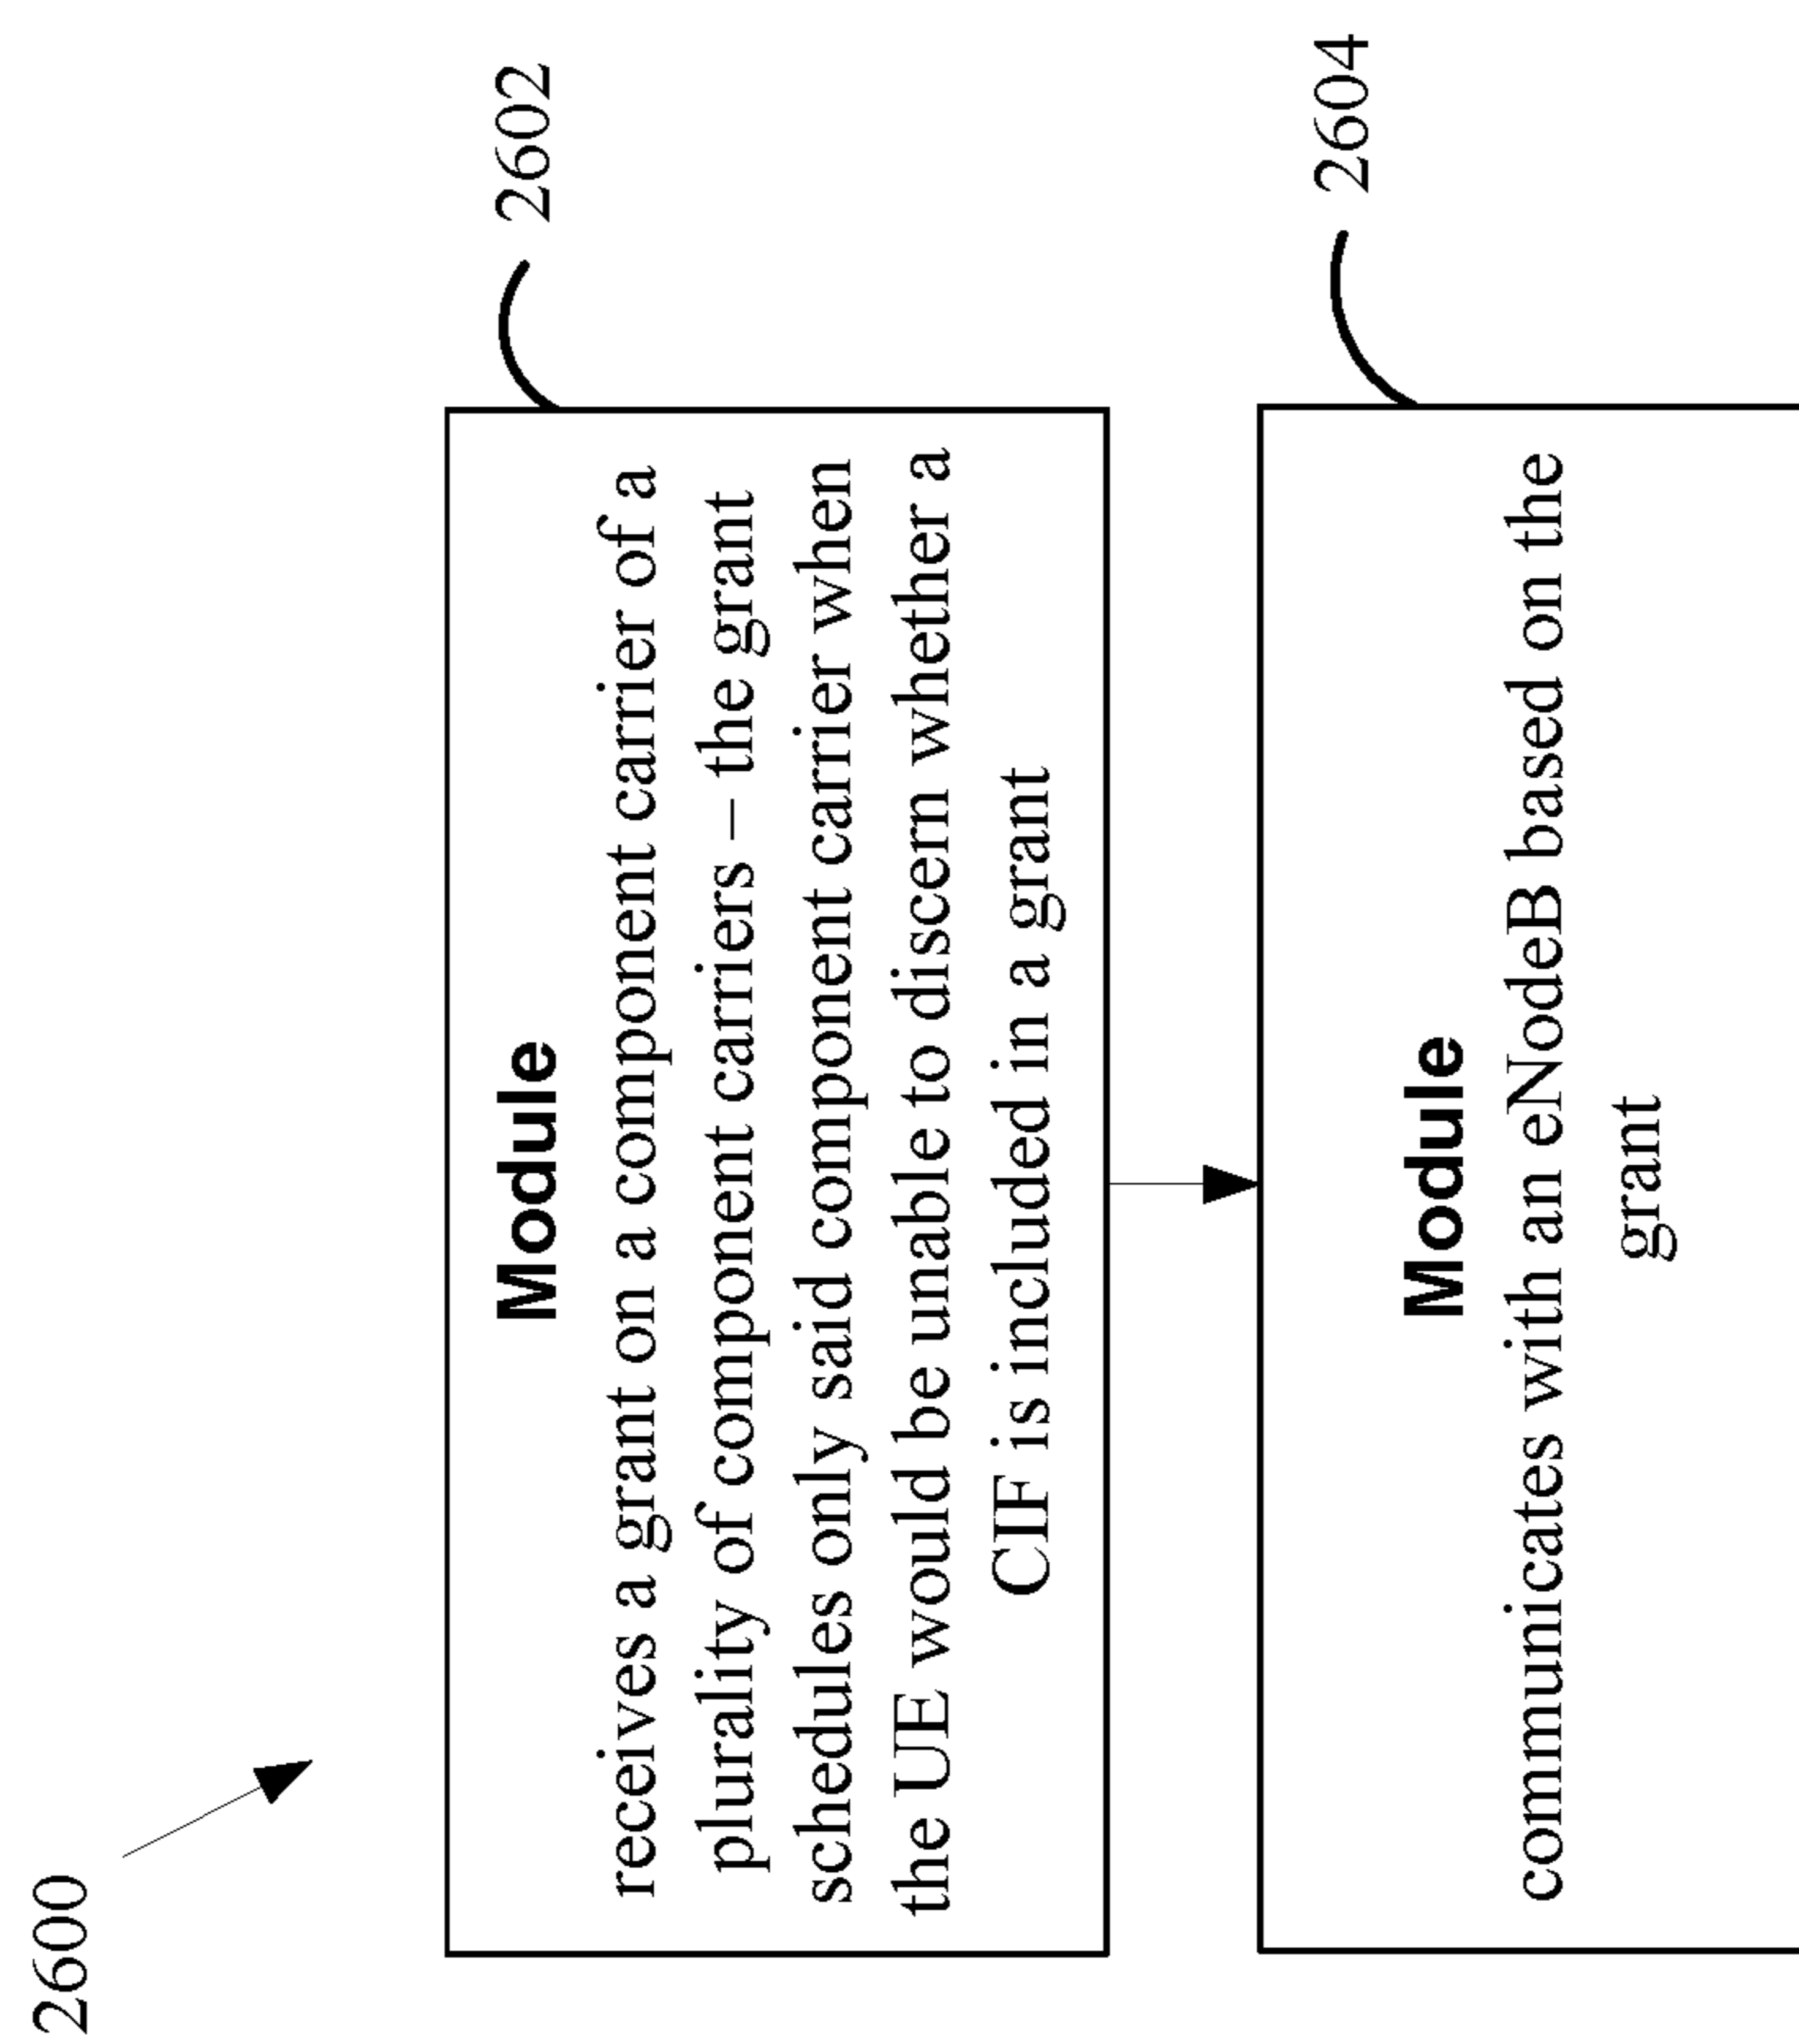 2600
2602
Module
receives a grant on a component carrier of a
plurality of component carriers – the grant
schedules only said component carrier when
the UE would be unable to discern whether a
CIF is included in a grant
2604
Module
communicates with an eNodeB based on the
grant